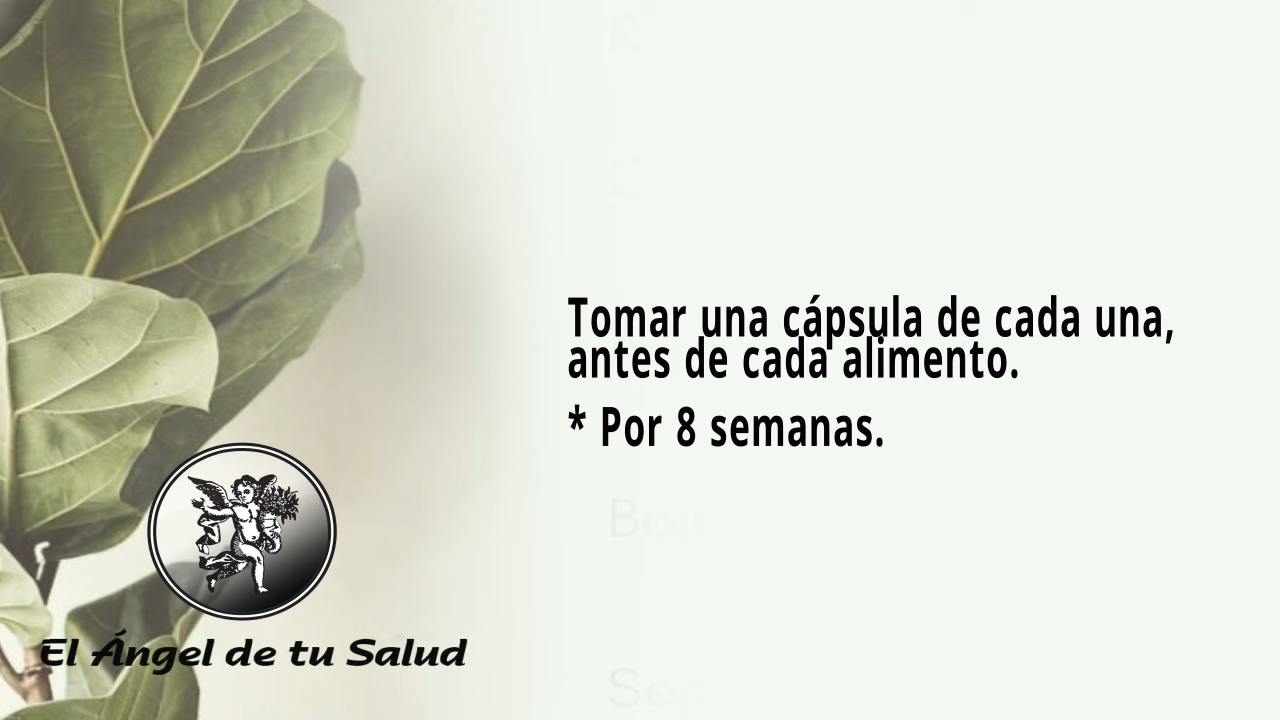 Tomar una cápsula de cada una,
antes de cada alimento.
* Por 8 semanas.
El Ángel de tu Salud